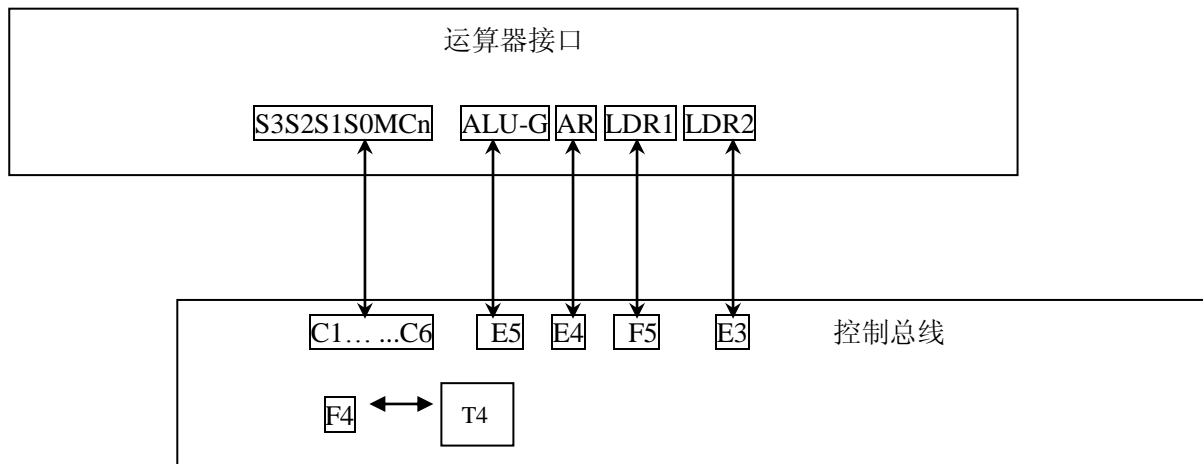 运算器接口
S3S2S1S0MCn ALU-G AR LDR1 LDR2
C1… ...C6 E5 E4 F5 E3 控制总线
F4 T4